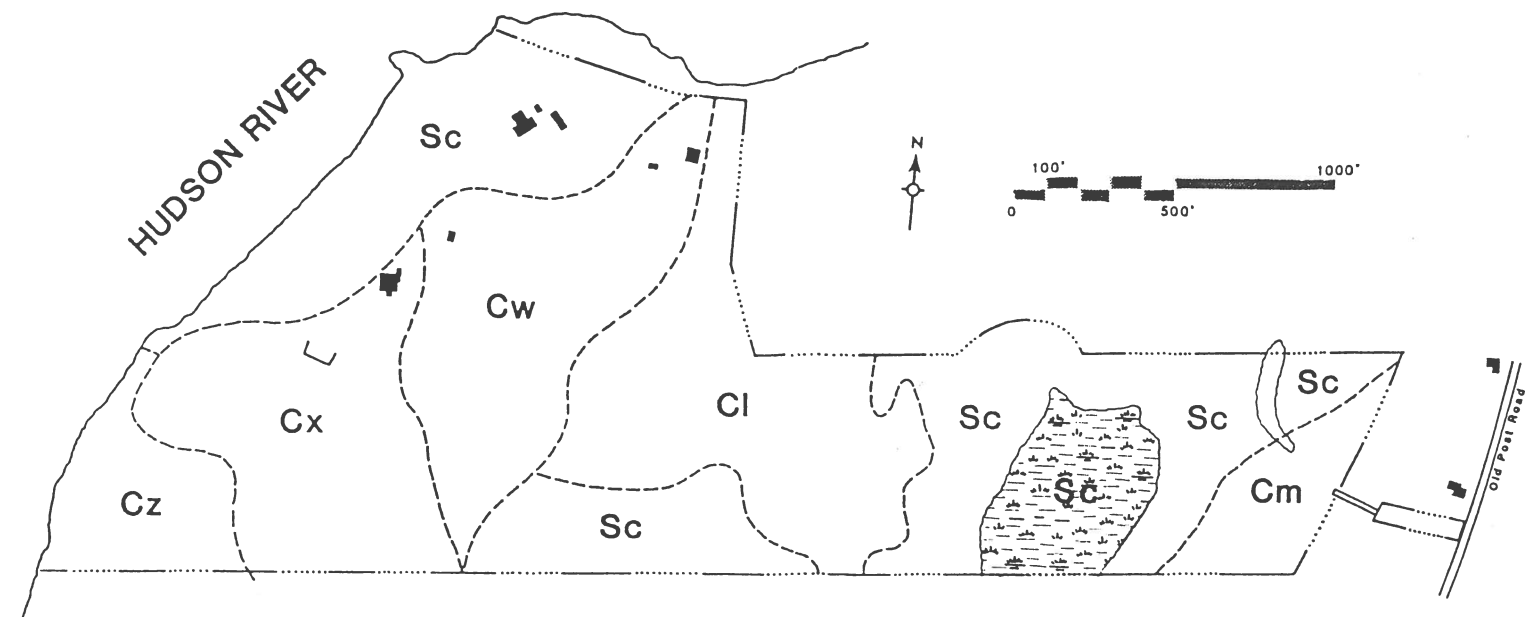 HUDSON RIVER
Sc
N
100'
1000'
0
500'
Cw
Cx
Cl
Sc
Sc
Sc
Sc
Cm
Cz
Sc
Old Post Road